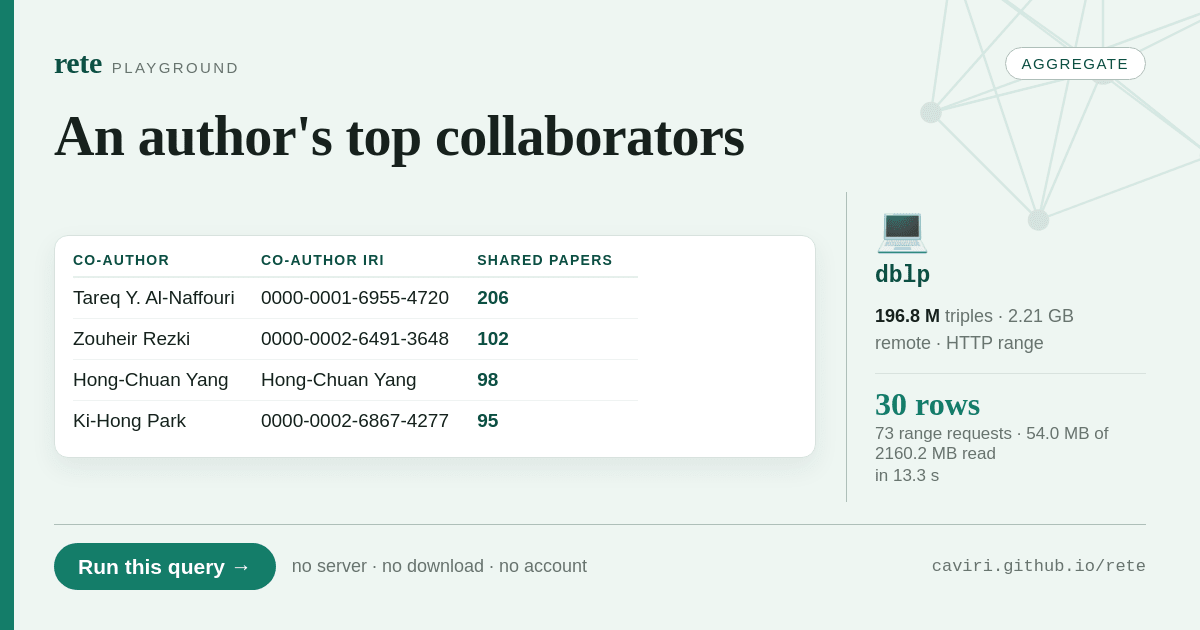 rete PLAYGROUND
AGGREGATE
An author's top collaborators
CO-AUTHOR CO-AUTHOR IRI SHARED PAPERS
Tareq Y. Al-Naffouri 0000-0001-6955-4720 206
Zouheir Rezki 0000-0002-6491-3648 102
Hong-Chuan Yang Hong-Chuan Yang 98
Ki-Hong Park 0000-0002-6867-4277 95
dblp
196.8 M triples · 2.21 GB
remote · HTTP range
30 rows
73 range requests · 54.0 MB of
2160.2 MB read
in 13.3 s
Run this query →
no server · no download · no account
caviri.github.io/rete